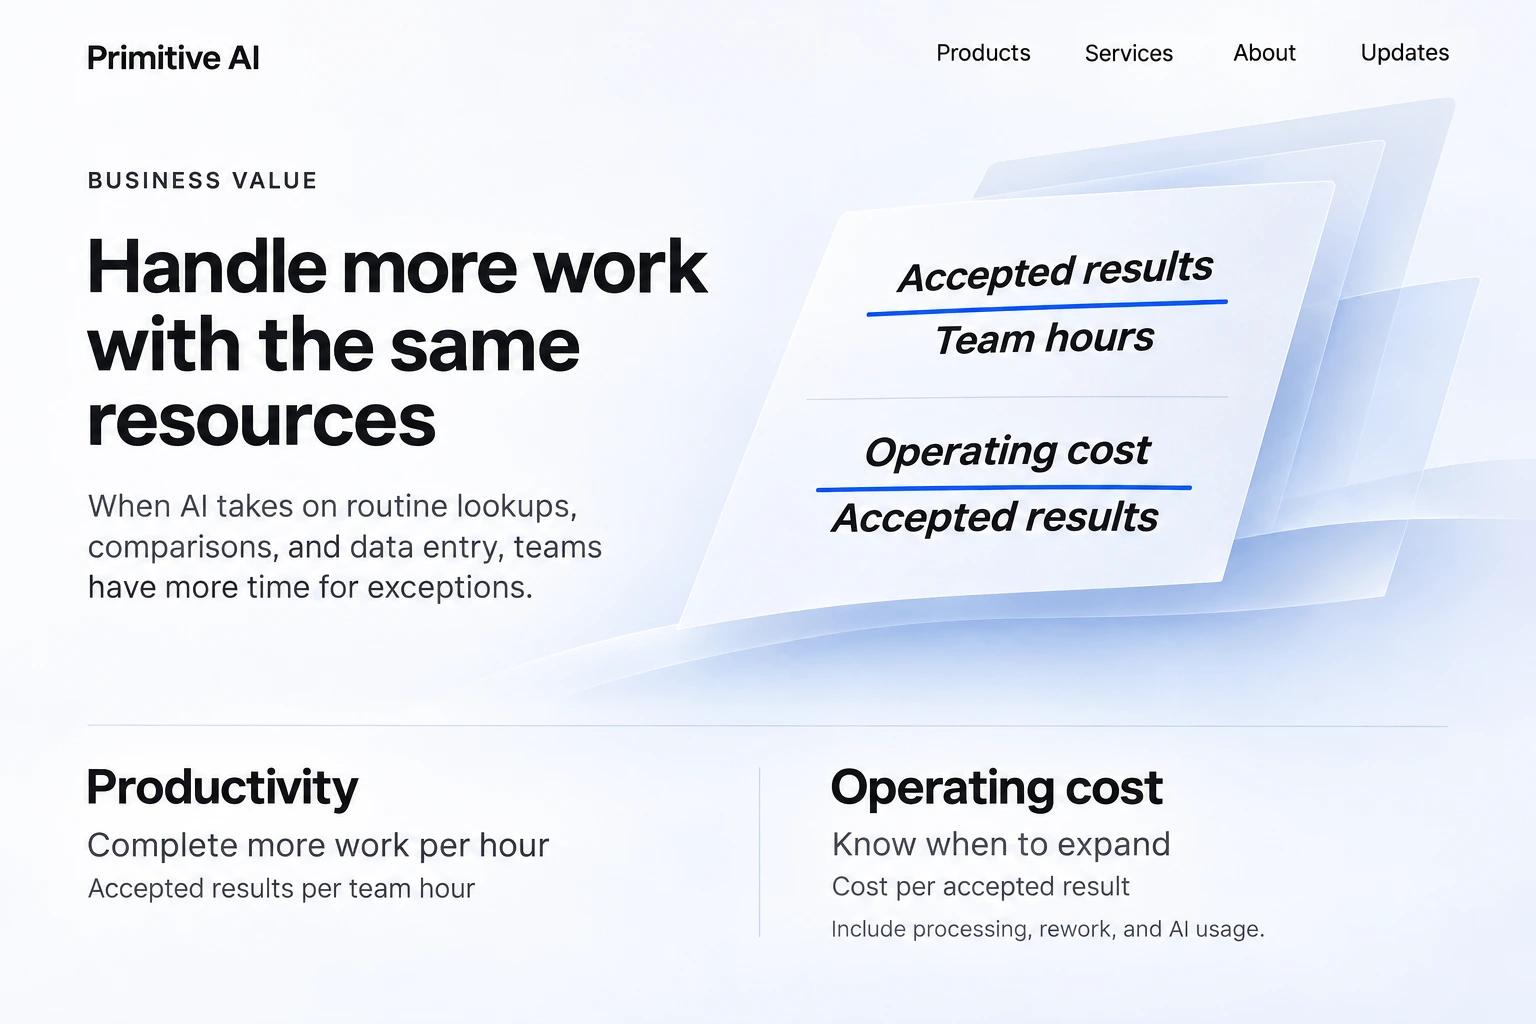 Primitive AI
Products Services About Updates
BUSINESS VALUE
Handle more work
with the same
resources
When AI takes on routine lookups,
comparisons, and data entry, teams
have more time for exceptions.
Accepted results
Team hours
Operating cost
Accepted results
Productivity
Complete more work per hour
Accepted results per team hour
Operating cost
Know when to expand
Cost per accepted result
Include processing, rework, and AI usage.